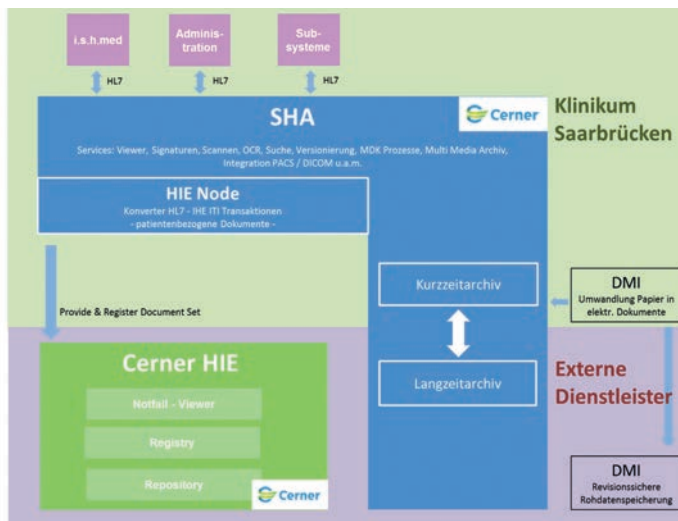 i.s.h.med
Adminis-
tration
Sub-
systeme
HL7
HL7
HL7
SHA
Cerner
Klinikum
Saarbrücken
Services: Viewer, Signaturen, Scannen, OCR, Suche, Versionierung, MDK Prozesse, Multi Media Archiv,
Integration PACS / DICOM u.a.m.
HIE Node
Konverter HL7 - IHE ITI Transaktionen
- patientenbezogene Dokumente -
Kurzzeitarchiv
DMI
Umwandlung Papier in
elektr. Dokumente
Provide & Register Document Set
Cerner HIE
Notfall - Viewer
Registry
Repository
Cerner
Langzeitarchiv
Externe
Dienstleister
DMI
Revisionssichere
Rohdatenspeicherung